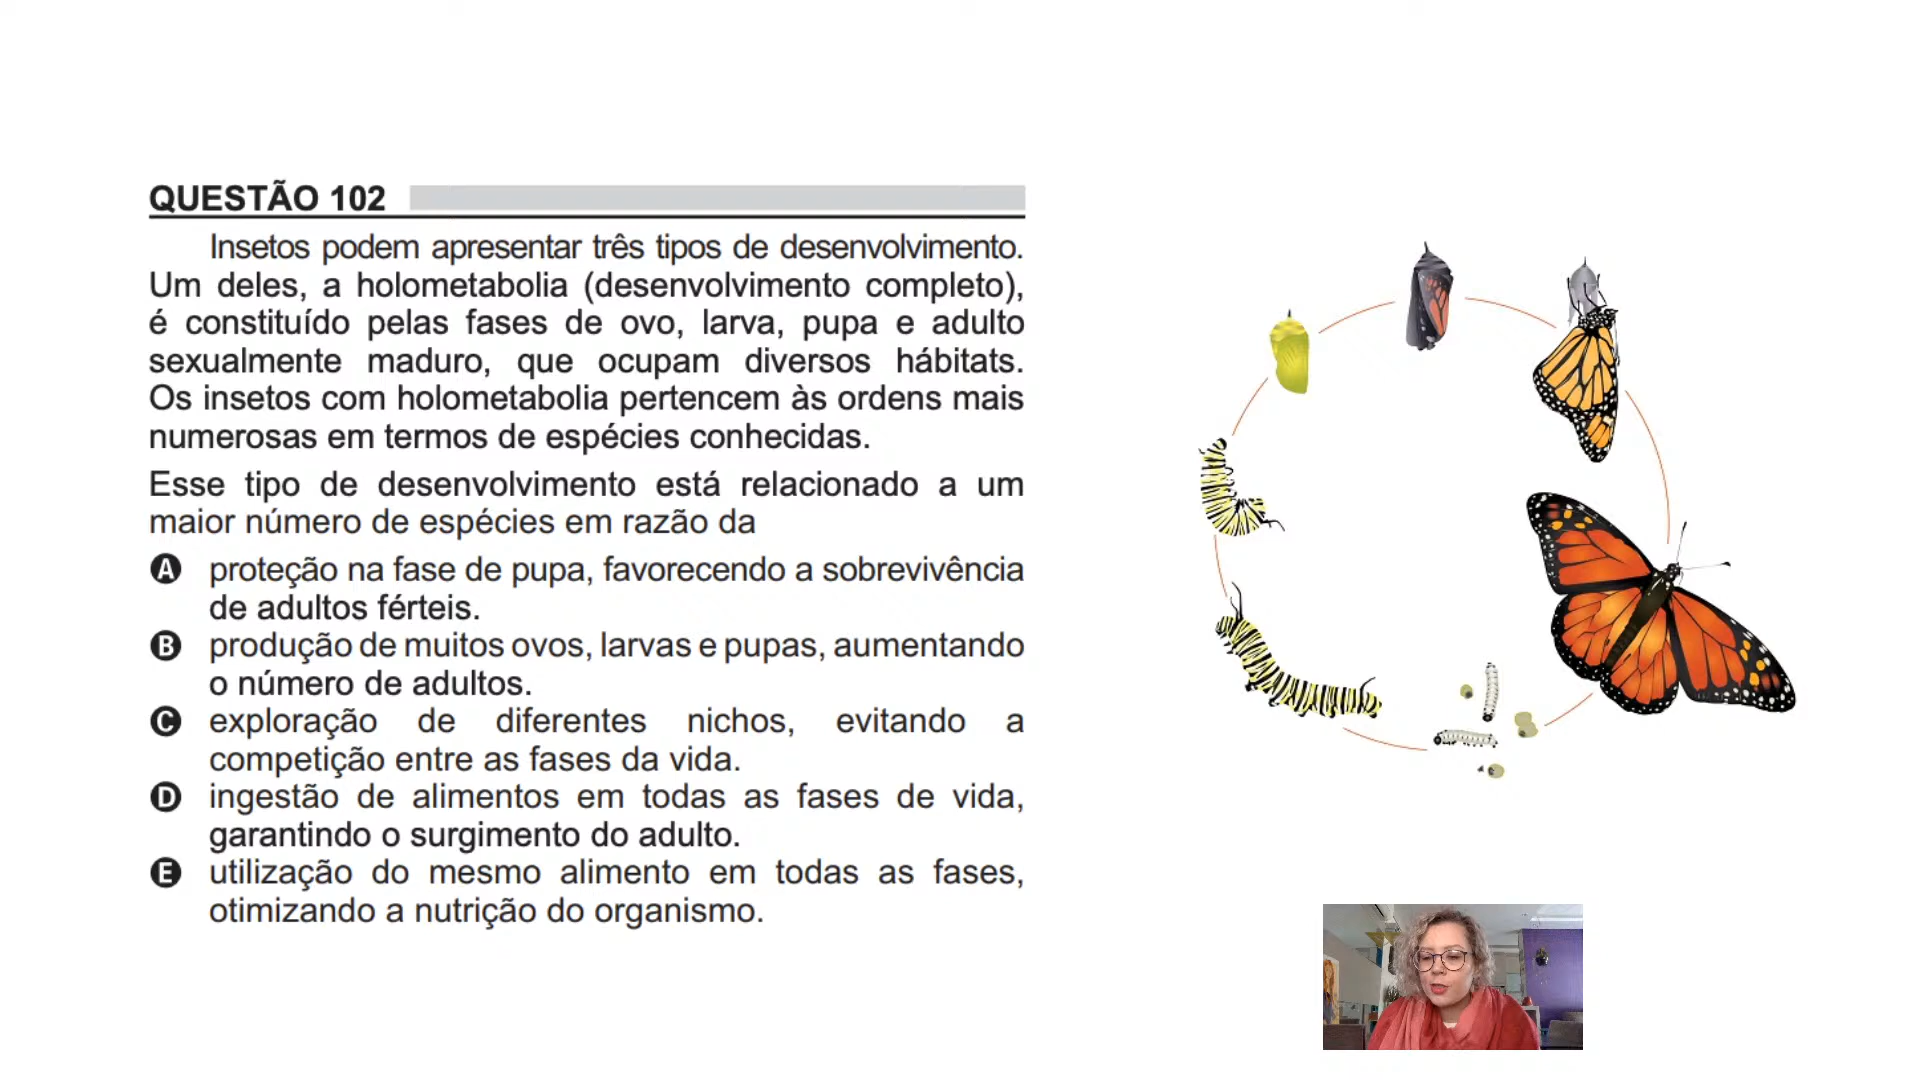 QUESTÃO 102
Insetos podem apresentar três tipos de desenvolvimento.
Um deles, a holometabolia (desenvolvimento completo),
é constituído pelas fases de ovo, larva, pupa e adulto
sexualmente maduro, que ocupam diversos hábitats.
Os insetos com holometabolia pertencem às ordens mais
numerosas em termos de espécies conhecidas.
Esse tipo de desenvolvimento está relacionado a um
maior número de espécies em razão da
A proteção na fase de pupa, favorecendo a sobrevivência
de adultos férteis.
B produção de muitos ovos, larvas e pupas, aumentando
o número de adultos.
C exploração de diferentes nichos, evitando a
competição entre as fases da vida.
D ingestão de alimentos em todas as fases de vida,
garantindo o surgimento do adulto.
E utilização do mesmo alimento em todas as fases,
otimizando a nutrição do organismo.